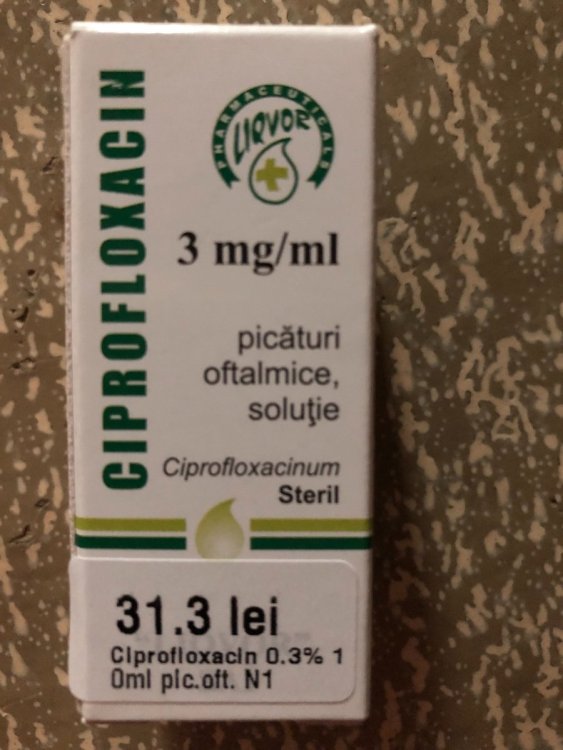 CIPROFLOXACIN
PHARMACEUTICALS
LIQVOR
3 mg/ml
picături
oftalmice,
soluţie
Ciprofloxacinum
Steril
31.3 lei
Ciprofloxacin 0.3% 1
0ml pic.oft. N1